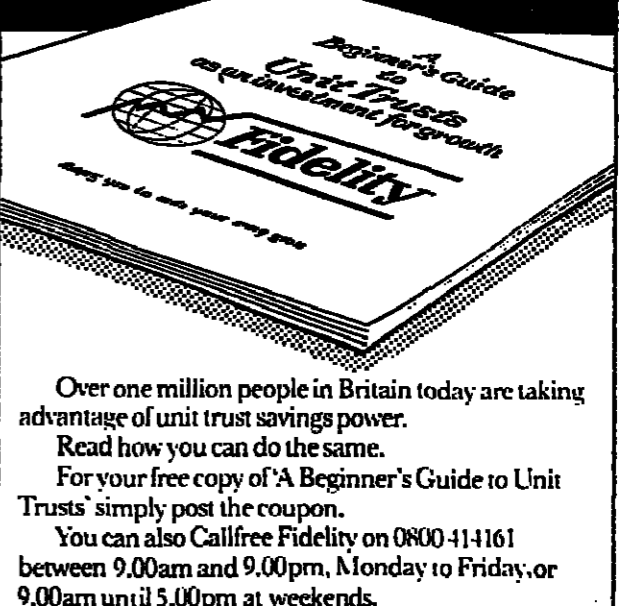 A
Beginner's Guide
to
Unit Trusts
as an investment for growth
Fidelity
Over one million people in Britain today are taking
advantage of unit trust savings power.
Read how you can do the same.
For your free copy of 'A Beginner's Guide to Unit
Trusts' simply post the coupon.
You can also Callfree Fidelity on 0800 414161
between 9.00am and 9.00pm, Monday to Friday, or
9.00am until 5.00pm at weekends.